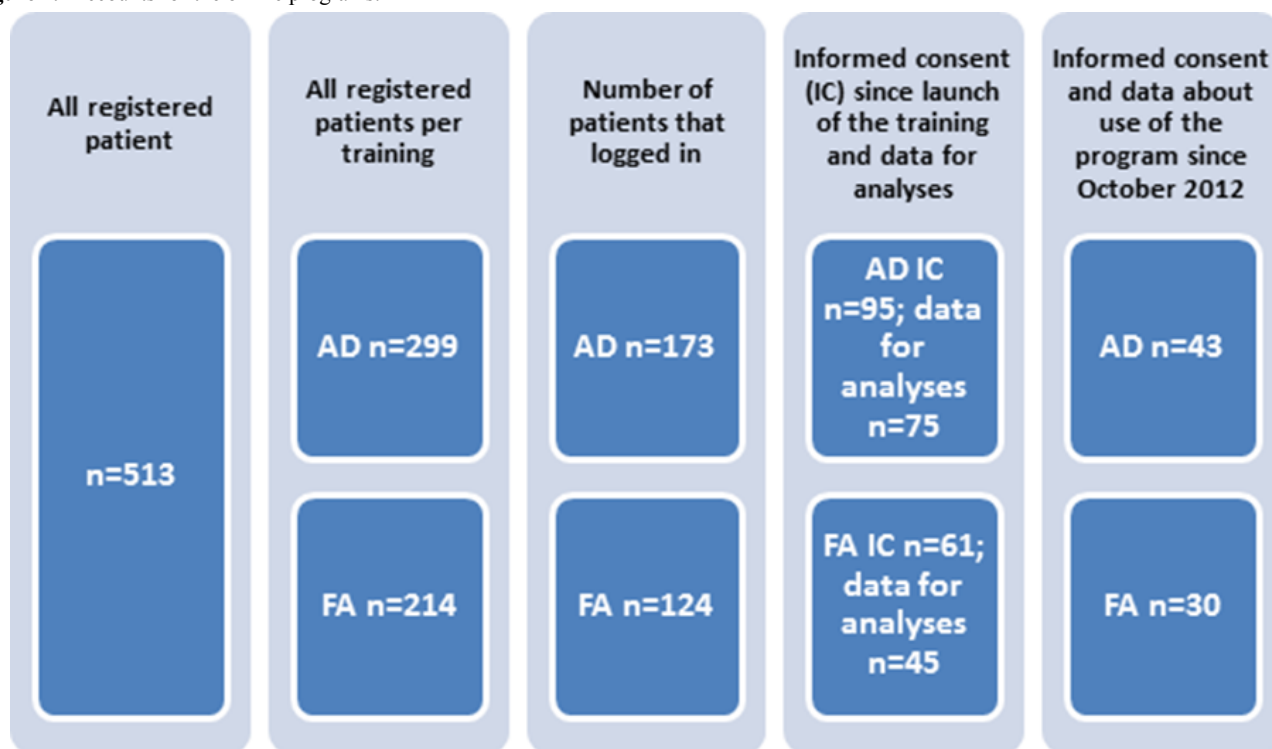 All registered
patient
n=513
All registered
patients per
training
AD n=299
FA n=214
Number of
patients that
logged in
AD n=173
FA n=124
Informed consent
(IC) since launch
of the training
and data for
analyses
AD IC
n=95; data
for
analyses
n=75
FA IC n=61;
data for
analyses
n=45
Informed consent
and data about
use of the
program since
October 2012
AD n=43
FA n=30